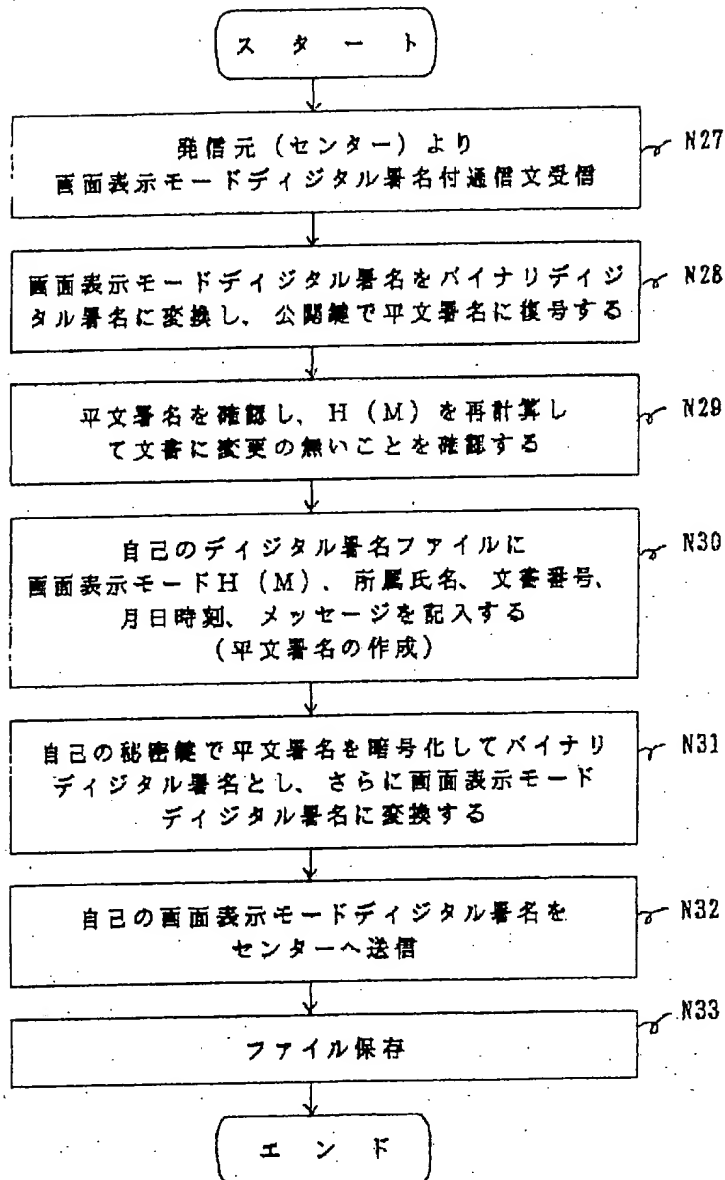 スタート
発信元（センター）より
画面表示モードディジタル署名付通信文受信
N27
画面表示モードディジタル署名をバイナリディジ
タル署名に変換し、公開鍵で平文署名に復号する
N28
平文署名を確認し、H（M）を再計算し
て文書に変更の無いことを確認する
N29
自己のディジタル署名ファイルに
画面表示モードH（M）、所属氏名、文書番号、
月日時刻、メッセージを記入する
（平文署名の作成）
N30
自己の秘密鍵で平文署名を暗号化してバイナリ
ディジタル署名とし、さらに画面表示モード
ディジタル署名に変換する
N31
自己の画面表示モードディジタル署名を
センターへ送信
N32
ファイル保存
N33
エンド